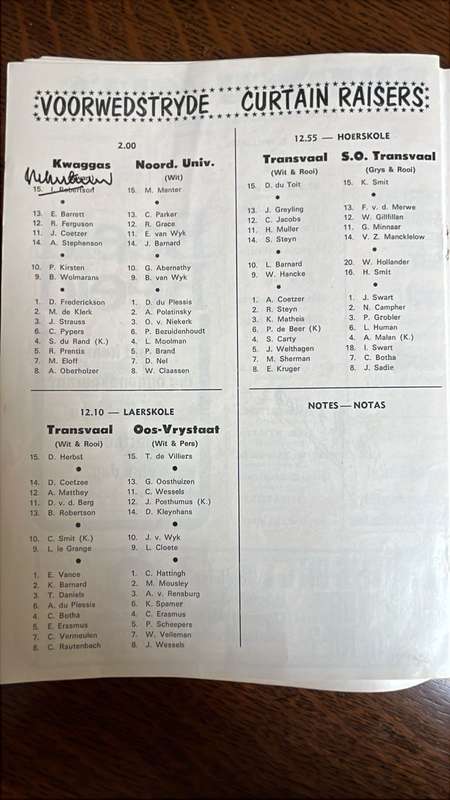 VOORWEDSTRYDE CURTAIN RAISERS
2.00
Kwaggas Noord. Univ.
(Wit)
15. I. Robertson 15. M. Menter
13. E. Barrett 13. C. Parker
12. R. Ferguson 12. R. Grace
11. J. Coetzer 11. E. van Wyk
14. A. Stephenson 14. J. Barnard
10. P. Kirsten 10. G. Abernathy
9. B. Wolmarans 9. B. van Wyk
1. D. Frederickson 1. D. du Plessis
2. M. de Klerk 2. A. Polatinsky
3. J. Strauss 3. O. v. Niekerk
6. C. Pypers 6. P. Bezuidenhoudt
4. S. du Rand (K.) 4. L. Moolman
5. R. Prentis 5. P. Brand
7. M. Eloff 7. D. Nel
8. A. Oberholzer 8. W. Claassen
12.10 — LAERSKOLE
Transvaal Oos-Vrystaat
(Wit & Rooi) (Wit & Pers)
15. D. Herbst 15. T. de Villiers
14. D. Coetzee 13. G. Oosthuizen
12. A. Matthey 11. C. Wessels
11. D. v.d. Berg 12. J. Posthumus (K.)
13. B. Robertson 14. D. Kleynhans
10. C. Smit (K.) 10. J. v. Wyk
9. L. le Grange 9. L. Cloete
1. E. Vance 1. C. Hattingh
2. K. Barnard 2. M. Mousley
3. T. Daniels 3. A. v. Rensburg
6. A. du Plessis 6. K. Spamer
4. C. Botha 4. C. Erasmus
5. E. Erasmus 5. P. Scheepers
7. C. Vermeulen 7. W. Velleman
8. C. Rautenbach 8. J. Wessels
12.55 — HOERSKOLE
Transvaal S.O. Transvaal
(Wit & Rooi) (Grys & Rooi)
15. D. du Toit 15. K. Smit
13. J. Greyling 13. F. v. d. Merwe
12. C. Jacobs 12. W. Gillfillan
11. H. Muller 11. G. Minnaar
14. S. Steyn 14. V. Z. Mancklelow
10. L. Barnard 20. W. Hollander
9. W. Hancke 16. H. Smit
1. A. Coetzer 1. J. Swart
2. R. Steyn 2. N. Campher
3. K. Matheis 3. P. Grobler
6. P. de Beer (K) 6. L. Human
4. S. Carty 4. A. Malan (K.)
5. J. Welthagen 18. I. Swart
7. M. Sherman 7. C. Botha
8. E. Kruger 8. J. Sadie
NOTES — NOTAS